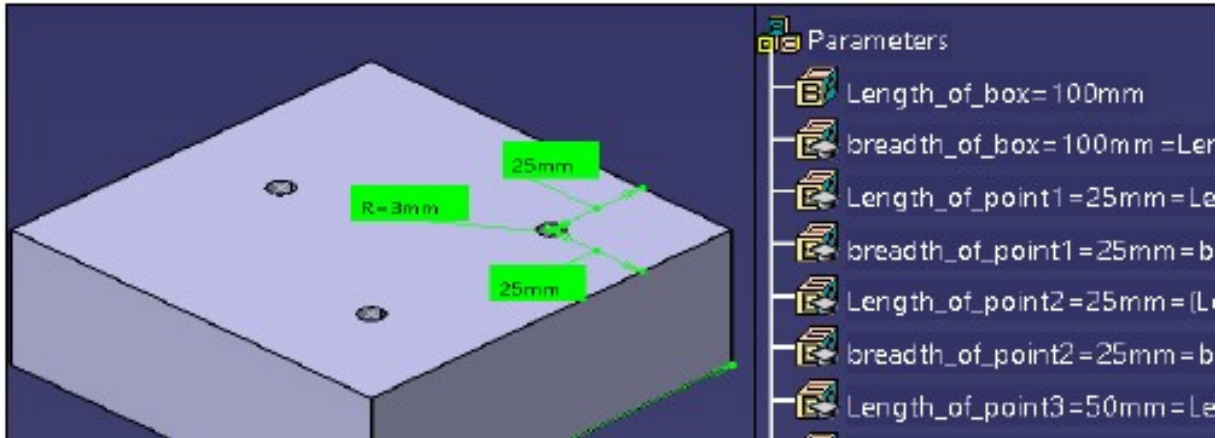 25mm
R=3mm
25mm
Parameters
Length_of_box=100mm
breadth_of_box=100mm=Len
Length_of_point1=25mm=Le
breadth_of_point1=25mm=b
Length_of_point2=25mm=(Le
breadth_of_point2=25mm=b
Length_of_point3=50mm=Le